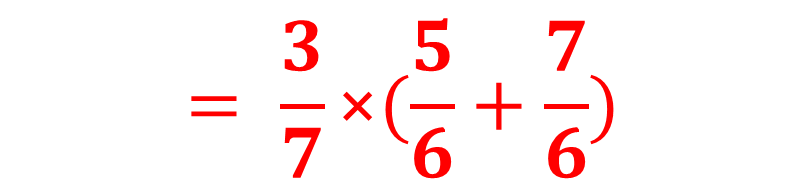 = 3/7 × (5/6 + 7/6)